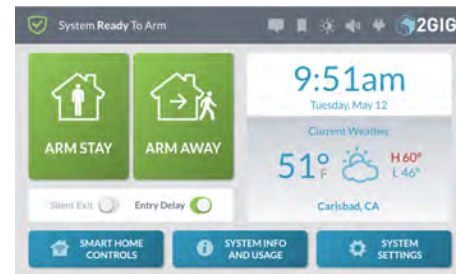 System Ready To Arm
2GIG
ARM STAY
ARM AWAY
9:51am
Tuesday, May 12
Current Weather
51°F
H 60°
L 46°
Carlsbad, CA
Silent Exit
Entry Delay
SMART HOME
CONTROLS
SYSTEM INFO
AND USAGE
SYSTEM
SETTINGS